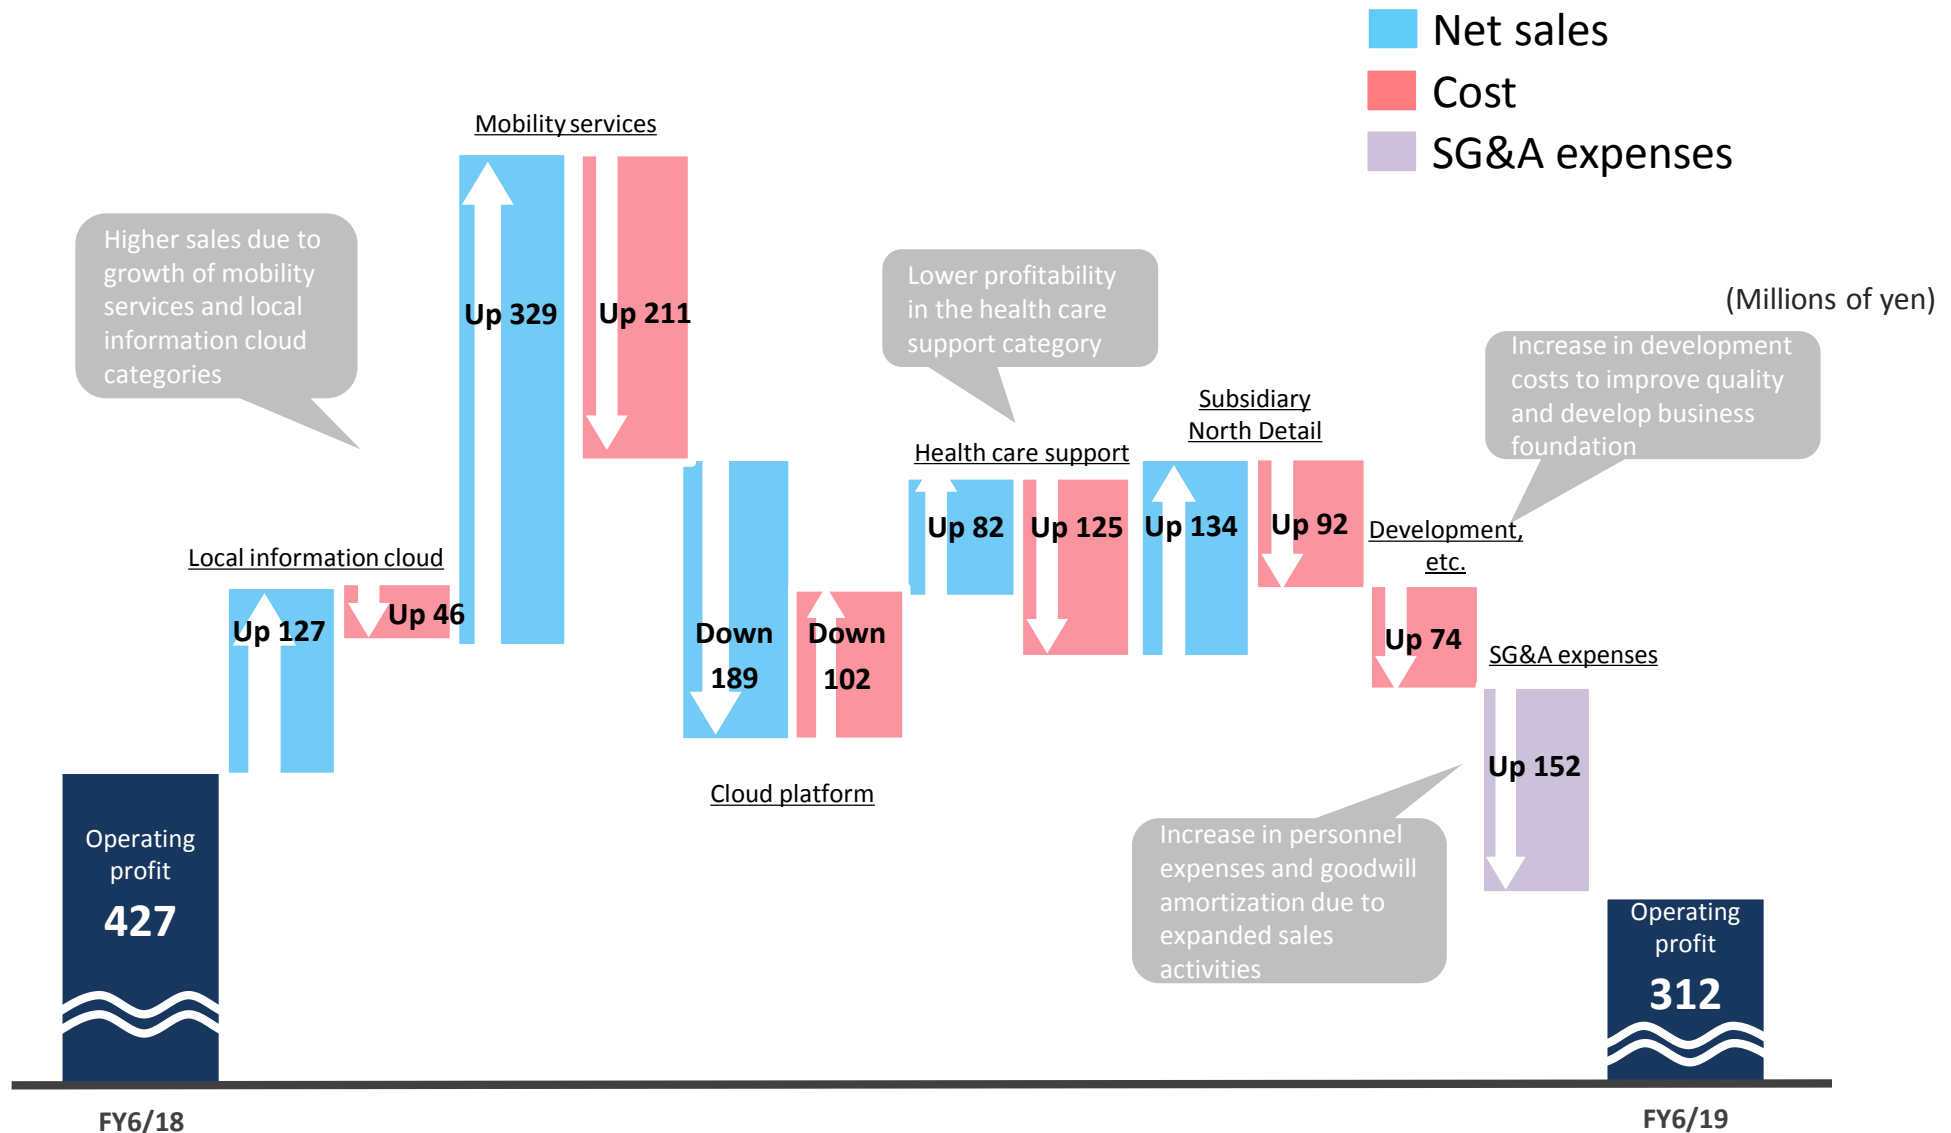 Net sales
Cost
SG&A expenses
(Millions of yen)
Mobility services
Higher sales due to
growth of mobility
services and local
information cloud
categories
Up 329
Up 211
Lower profitability
in the health care
support category
Increase in development
costs to improve quality
and develop business
foundation
Subsidiary
North Detail
Health care support
Local information cloud
Development,
etc.
Up 127
Up 46
Down
189
Down
102
Up 82
Up 125
Up 134
Up 92
Up 74
SG&A expenses
Up 152
Cloud platform
Increase in personnel
expenses and goodwill
amortization due to
expanded sales
activities
Operating
profit
427
Operating
profit
312
FY6/18
FY6/19